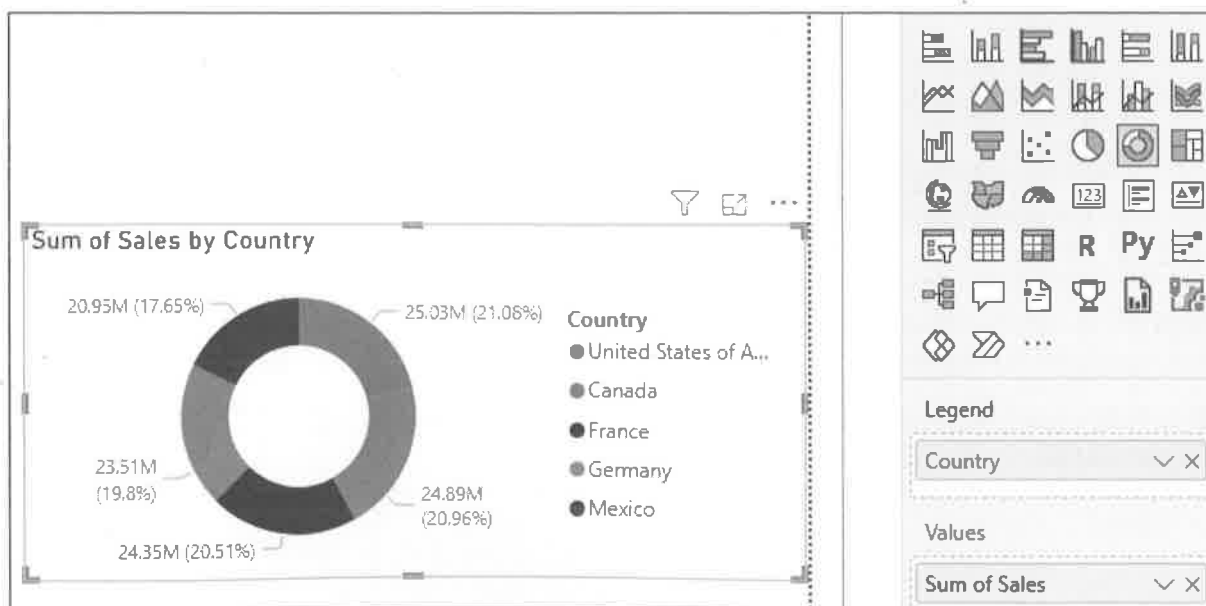 123
Sum of Sales by Country
R Py
20.95M (17.65%)
25.03M (21.08%)
Country
United States of A...
Canada
France
Germany
Mexico
23.51M
(19.8%)
24.89M
(20.96%)
24.35M (20.51%)
Legend
Country
Values
Sum of Sales